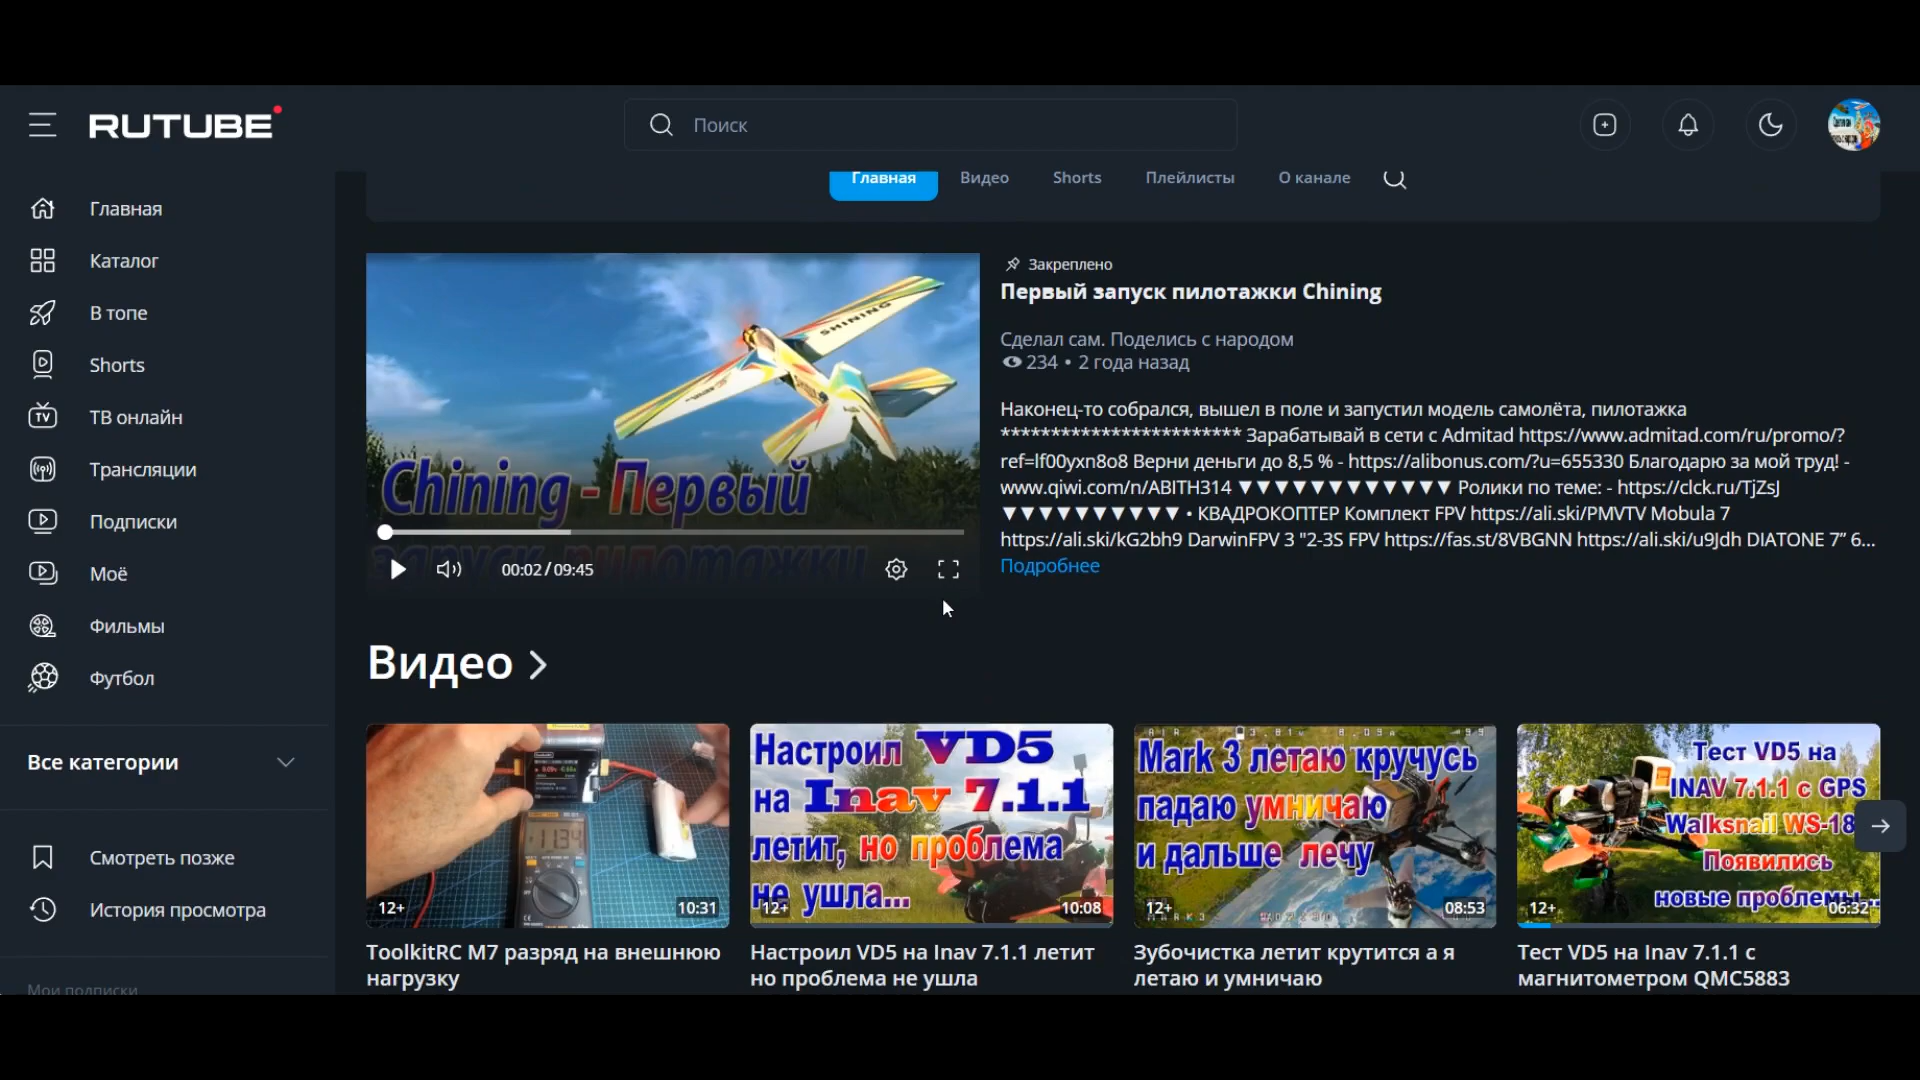 RUTUBE
Поиск
Главная
Видео
Shorts
Плейлисты
О канале
Главная
Каталог
В топе
Shorts
TV
ТВ онлайн
Трансляции
Подписки
Моё
Фильмы
Футбол
Все категории
Смотреть позже
История просмотра
Мои подписки
SHINING
Chining - Первый
запуск пилотажки
00:02 / 09:45
Закреплено
Первый запуск пилотажки Chining
Сделал сам. Поделись с народом
234 • 2 года назад
Наконец-то собрался, вышел в поле и запустил модель самолёта, пилотажка
************************ Зарабатывай в сети с Admitad https://www.admitad.com/ru/promo/?
ref=lf00yxn8o8 Верни деньги до 8,5 % - https://alibonus.com/?u=655330 Благодарю за мой труд! -
www.qiwi.com/n/ABITH314 ▼▼▼▼▼▼▼▼▼▼▼▼ Ролики по теме: - https://clck.ru/TjZsJ
▼▼▼▼▼▼▼▼▼▼ • КВАДРОКОПТЕР Комплект FPV https://ali.ski/PMVTV Mobula 7
https://ali.ski/kG2bh9 DarwinFPV 3 "2-3S FPV https://fas.st/8VBGNN https://ali.ski/u9Jdh DIATONE 7” 6...
Подробнее
Видео
12+
10:31
ToolkitRC M7 разряд на внешнюю
нагрузку
Настроил VD5
на Inav 7.1.1
летит, но проблема
не ушла...
12+
10:08
Настроил VD5 на Inav 7.1.1 летит
но проблема не ушла
Mark 3 летаю кручусь
падаю умничаю
и дальше лечу
12+
08:53
Зубочистка летит крутится а я
летаю и умничаю
Тест VD5 на
INAV 7.1.1 с GPS
Walksnail WS-18
Появились
новые проблемы...
12+
06:32
Тест VD5 на Inav 7.1.1 с
магнитометром QMC5883